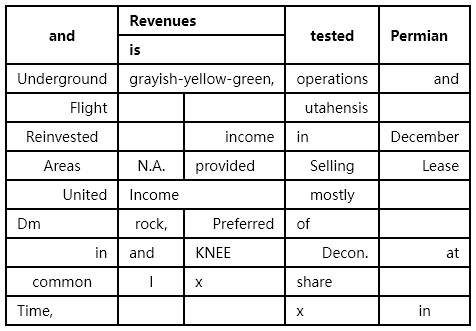 and Revenues tested Permian
is
Underground grayish-yellow-green, operations and
Flight utahensis
Reinvested income in December
Areas N.A. provided Selling Lease
United Income mostly
Dm rock, Preferred of
in and KNEE Decon. at
common I x share
Time, x in